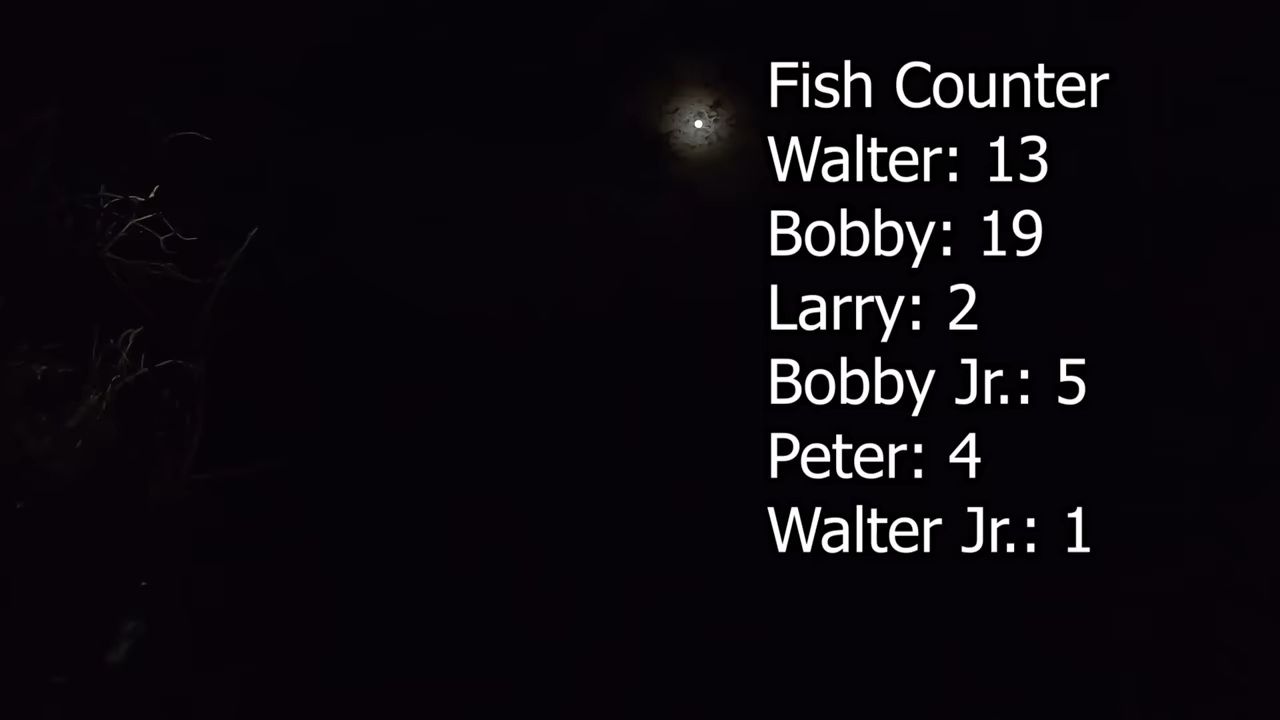 Fish Counter
Walter: 13
Bobby: 19
Larry: 2
Bobby Jr.: 5
Peter: 4
Walter Jr.: 1